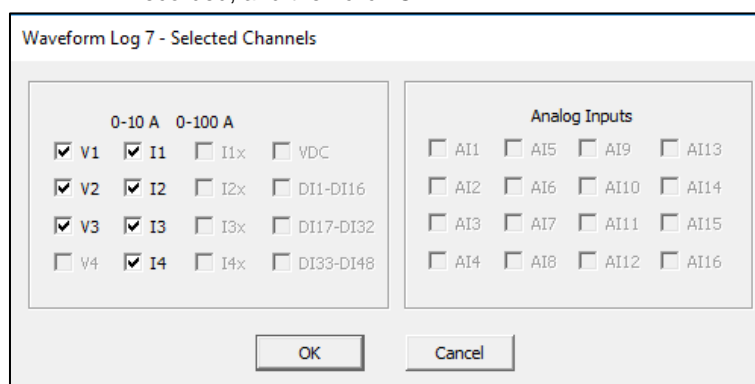 Waveform Log 7 - Selected Channels
0-10 A 0-100 A
V1 I1 I1x VDC
V2 I2 I2x DI1-DI16
V3 I3 I3x DI17-DI32
V4 I4 I4x DI33-DI48
Analog Inputs
AI1 AI5 AI9 AI13
AI2 AI6 AI10 AI14
AI3 AI7 AI11 AI15
AI4 AI8 AI12 AI16
OK Cancel